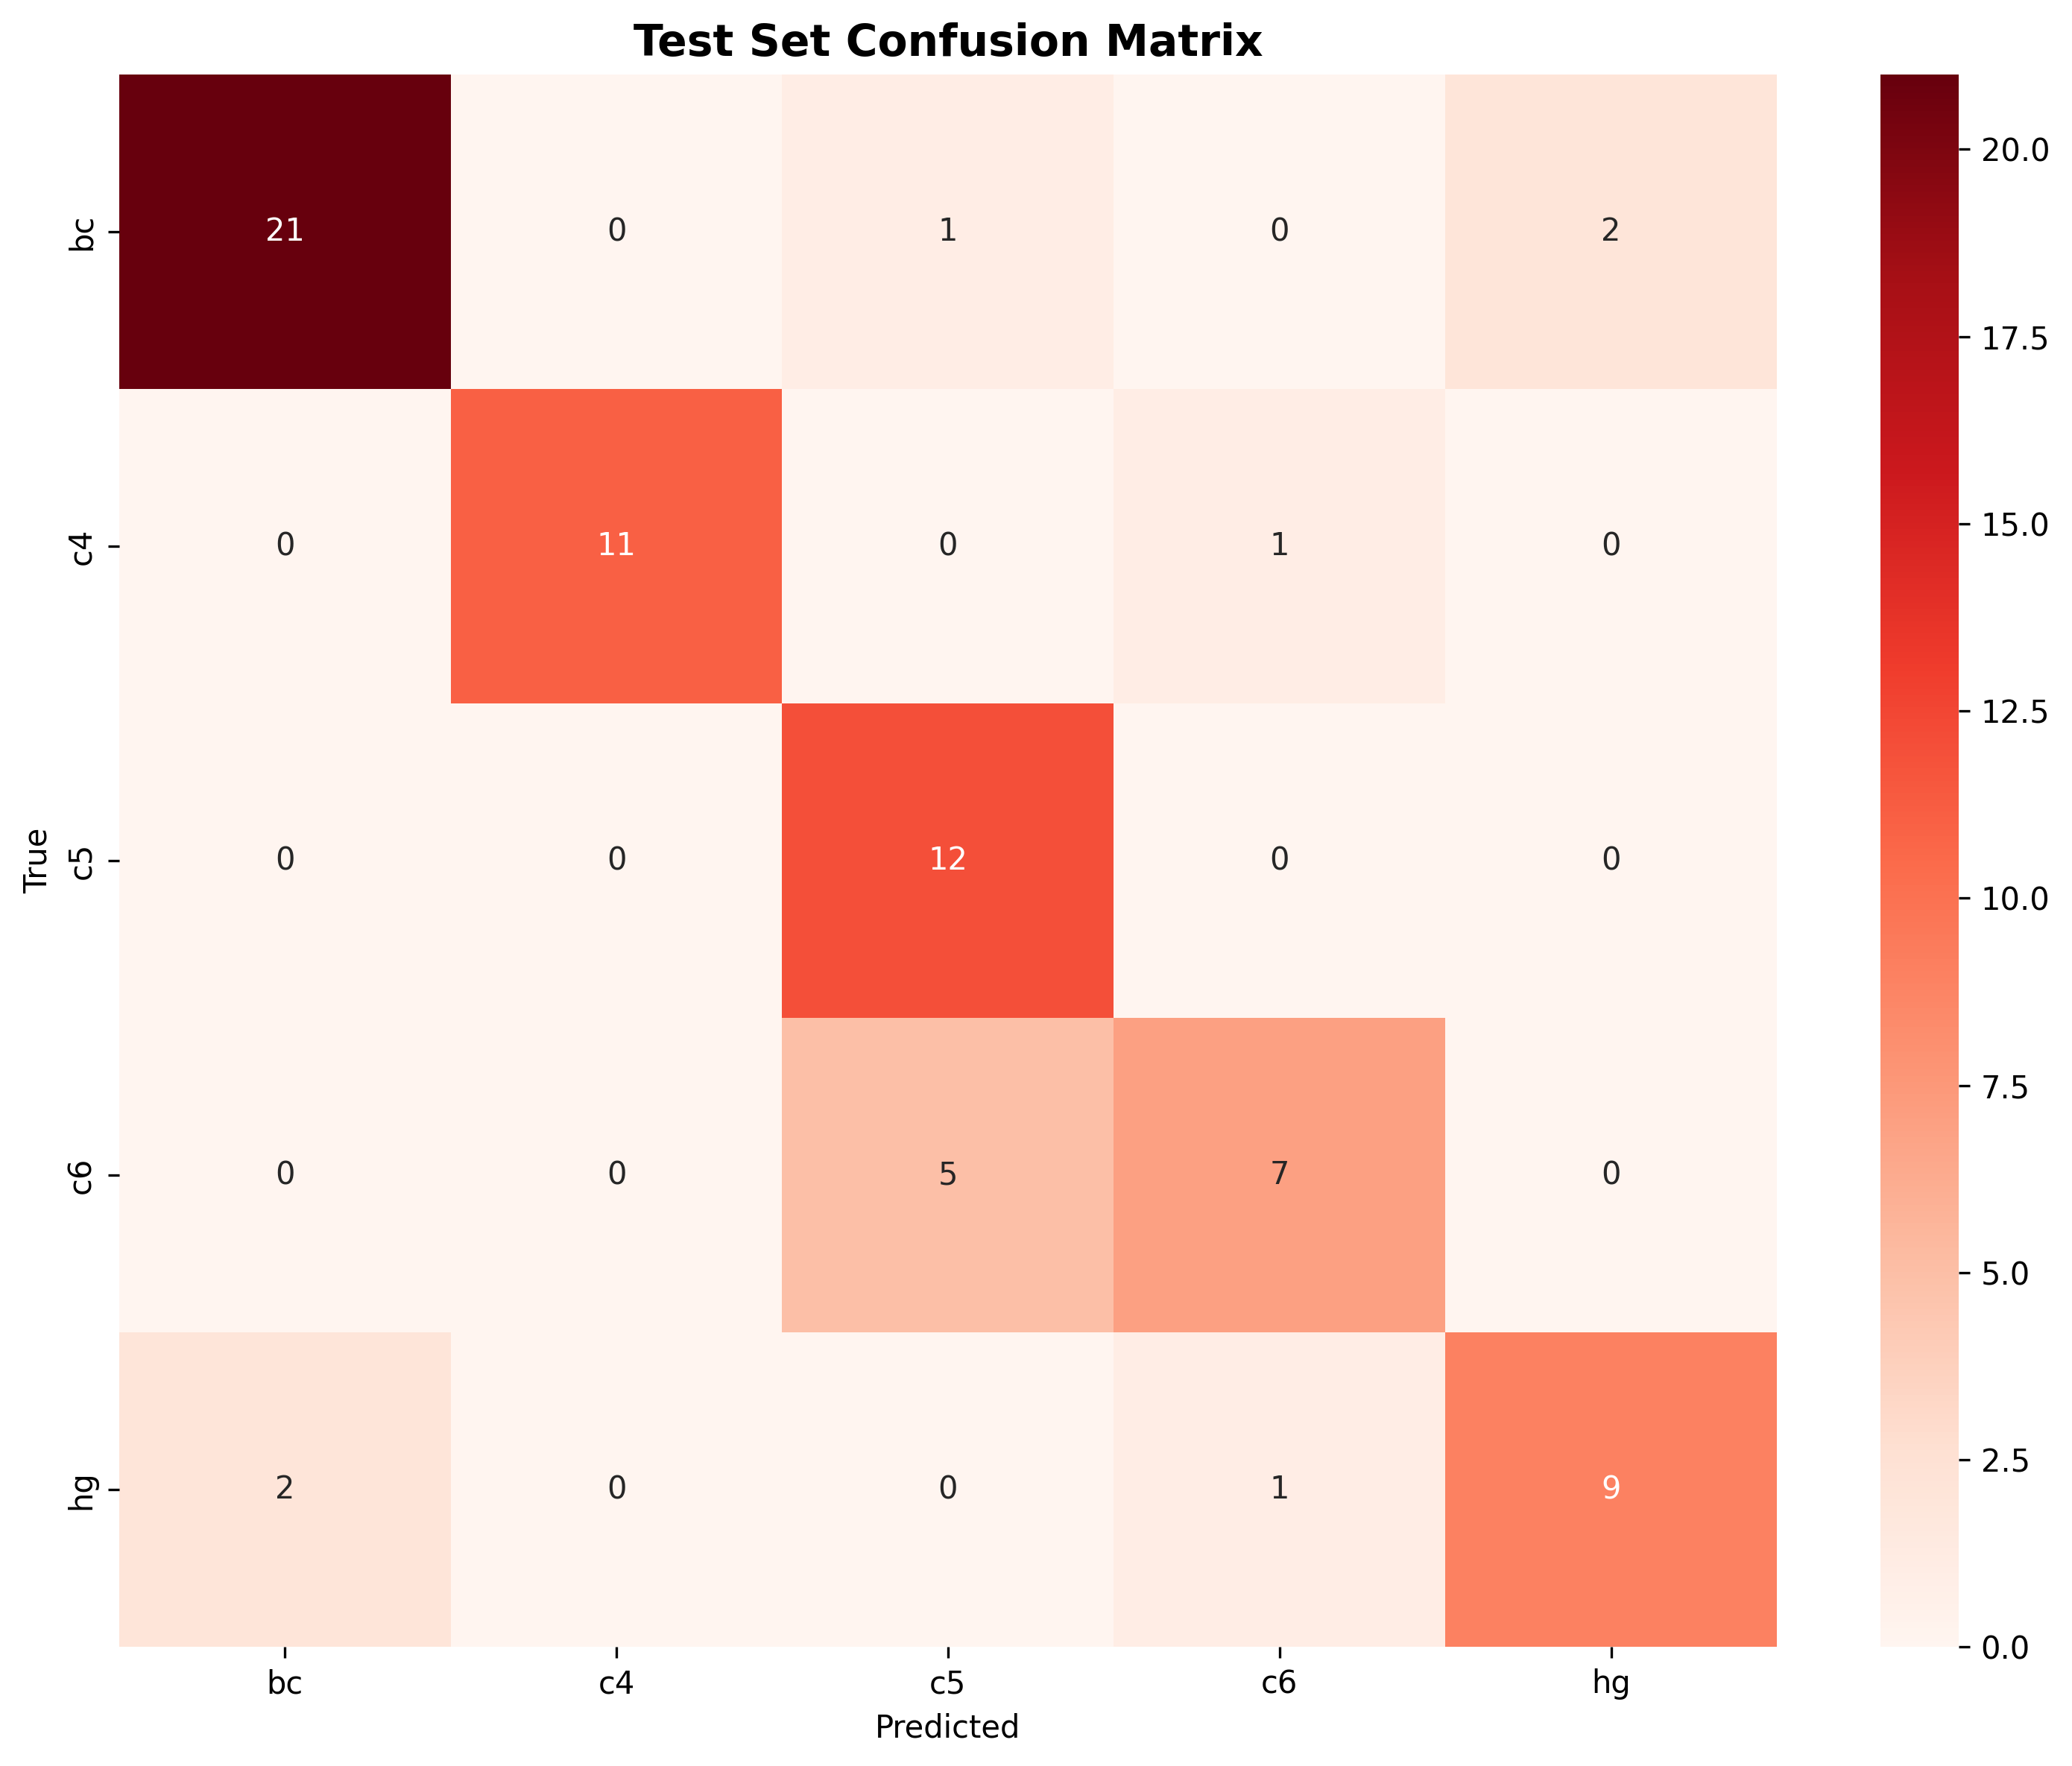 Test Set Confusion Matrix
bc 21 0 1 0 2
c4 0 11 0 1 0
c5 0 0 12 0 0
c6 0 0 5 7 0
hg 2 0 0 1 9
True
bc c4 c5 c6 hg
Predicted
20.0
17.5
15.0
12.5
10.0
7.5
5.0
2.5
0.0